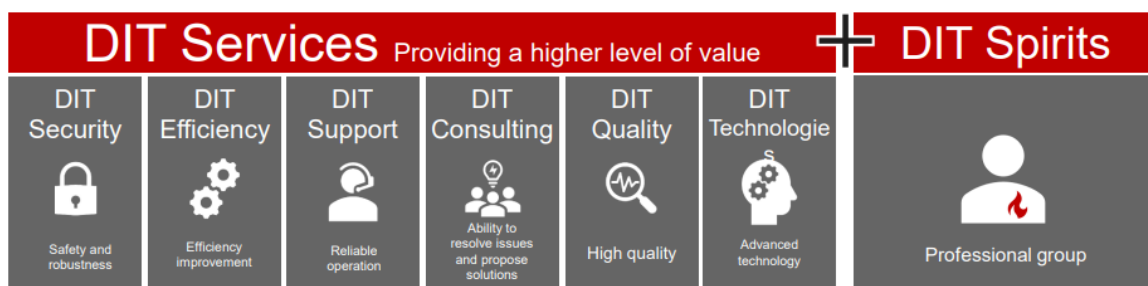 DIT Services Providing a higher level of value
DIT Spirits
DIT
Security
Safety and
robustness
DIT
Efficiency
Efficiency
improvement
DIT
Support
Reliable
operation
DIT
Consulting
Ability to
resolve issues
and propose
solutions
DIT
Quality
High quality
DIT
Technologie
s
Advanced
technology
Professional group